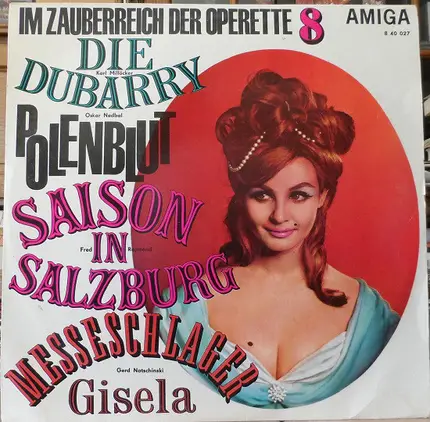 IM ZAUBERREICH DER OPERETTE 8
AMIGA
8 40 027
DIE
DUBARRY
Karl Millöcker
Oskar Nedbal
POLENBLUT
SAISON
IN
SALZBURG
Fred Raymond
MESSESCHLAGER
Gerd Natschinski
Gisela